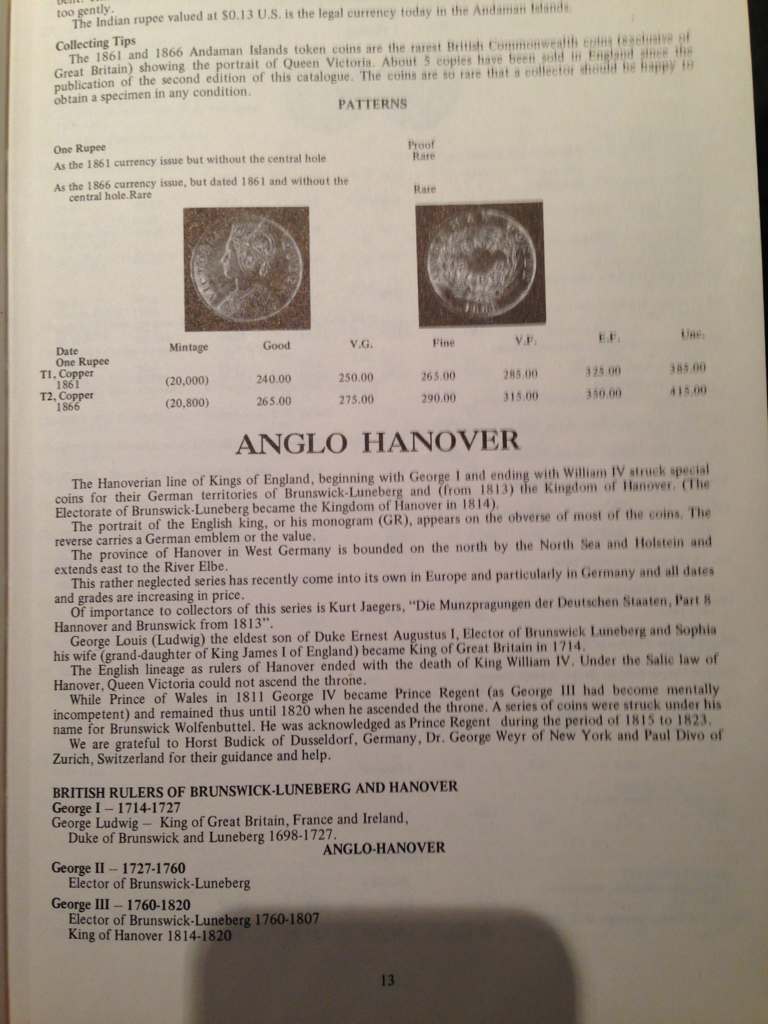 too gently.
The Indian rupee valued at $0.13 U.S. is the legal currency today in the Andaman Islands.
Collecting Tips
The 1861 and 1866 Andaman Islands token coins are the rarest British Commonwealth coins (exclusive of
Great Britain) showing the portrait of Queen Victoria. About 5 copies have been sold in England since the
publication of the second edition of this catalogue. The coins are so rare that a collector should be happy to
obtain a specimen in any condition.
PATTERNS
One Rupee Proof
As the 1861 currency issue but without the central hole Rare
As the 1866 currency issue, but dated 1861 and without the
central hole.Rare Rare
Date Mintage Good V.G. Fine V.F. E.F. Unc.
One Rupee
T1, Copper
1861 (20,000) 240.00 250.00 265.00 285.00 325.00 385.00
T2, Copper
1866 (20,800) 265.00 275.00 290.00 315.00 350.00 415.00
ANGLO HANOVER
The Hanoverian line of Kings of England, beginning with George I and ending with William IV struck special
coins for their German territories of Brunswick-Luneberg and (from 1813) the Kingdom of Hanover. (The
Electorate of Brunswick-Luneberg became the Kingdom of Hanover in 1814).
The portrait of the English king, or his monogram (GR), appears on the obverse of most of the coins. The
reverse carries a German emblem or the value.
The province of Hanover in West Germany is bounded on the north by the North Sea and Holstein and
extends east to the River Elbe.
This rather neglected series has recently come into its own in Europe and particularly in Germany and all dates
and grades are increasing in price.
Of importance to collectors of this series is Kurt Jaegers, "Die Munzpragungen der Deutschen Staaten, Part 8
Hannover and Brunswick from 1813".
George Louis (Ludwig) the eldest son of Duke Ernest Augustus I, Elector of Brunswick Luneberg and Sophia
his wife (grand-daughter of King James I of England) became King of Great Britain in 1714.
The English lineage as rulers of Hanover ended with the death of King William IV. Under the Salic law of
Hanover, Queen Victoria could not ascend the throne.
While Prince of Wales in 1811 George IV became Prince Regent (as George III had become mentally
incompetent) and remained thus until 1820 when he ascended the throne. A series of coins were struck under his
name for Brunswick Wolfenbuttel. He was acknowledged as Prince Regent during the period of 1815 to 1823.
We are grateful to Horst Budick of Dusseldorf, Germany, Dr. George Weyr of New York and Paul Divo of
Zurich, Switzerland for their guidance and help.
BRITISH RULERS OF BRUNSWICK-LUNEBERG AND HANOVER
George I – 1714-1727
George Ludwig – King of Great Britain, France and Ireland,
Duke of Brunswick and Luneberg 1698-1727.
ANGLO-HANOVER
George II – 1727-1760
Elector of Brunswick-Luneberg
George III – 1760-1820
Elector of Brunswick-Luneberg 1760-1807
King of Hanover 1814-1820
13